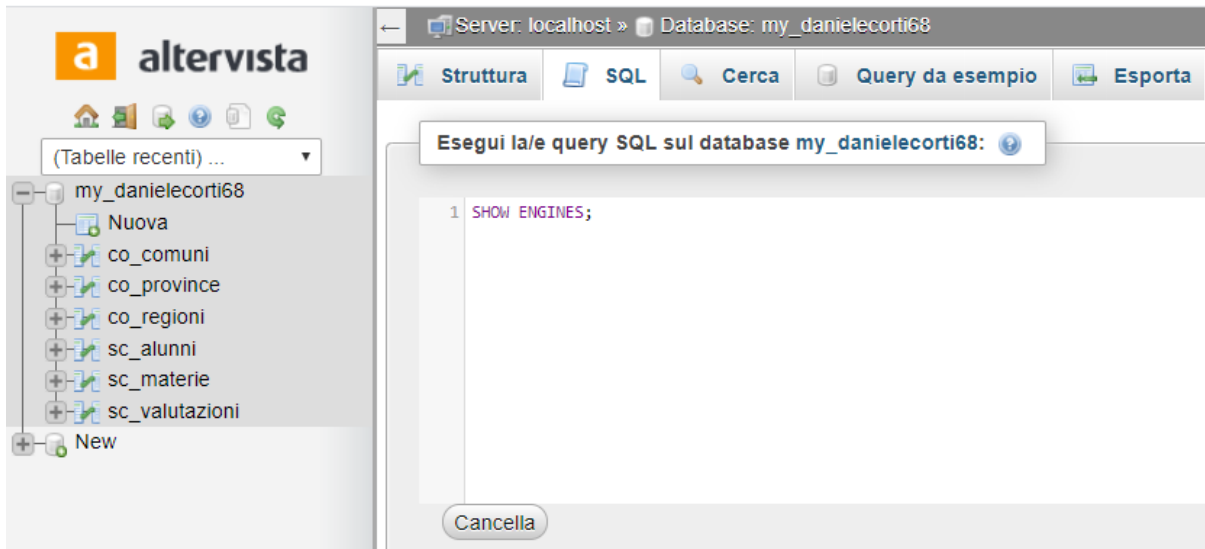 a altervista
(Tabelle recenti) ...
my_danielecorti68
Nuova
co_comuni
co_province
co_regioni
sc_alunni
sc_materie
sc_valutazioni
New
← Server: localhost » Database: my_danielecorti68
Struttura SQL Cerca Query da esempio Esporta
Esegui la/e query SQL sul database my_danielecorti68:
1 SHOW ENGINES;
Cancella